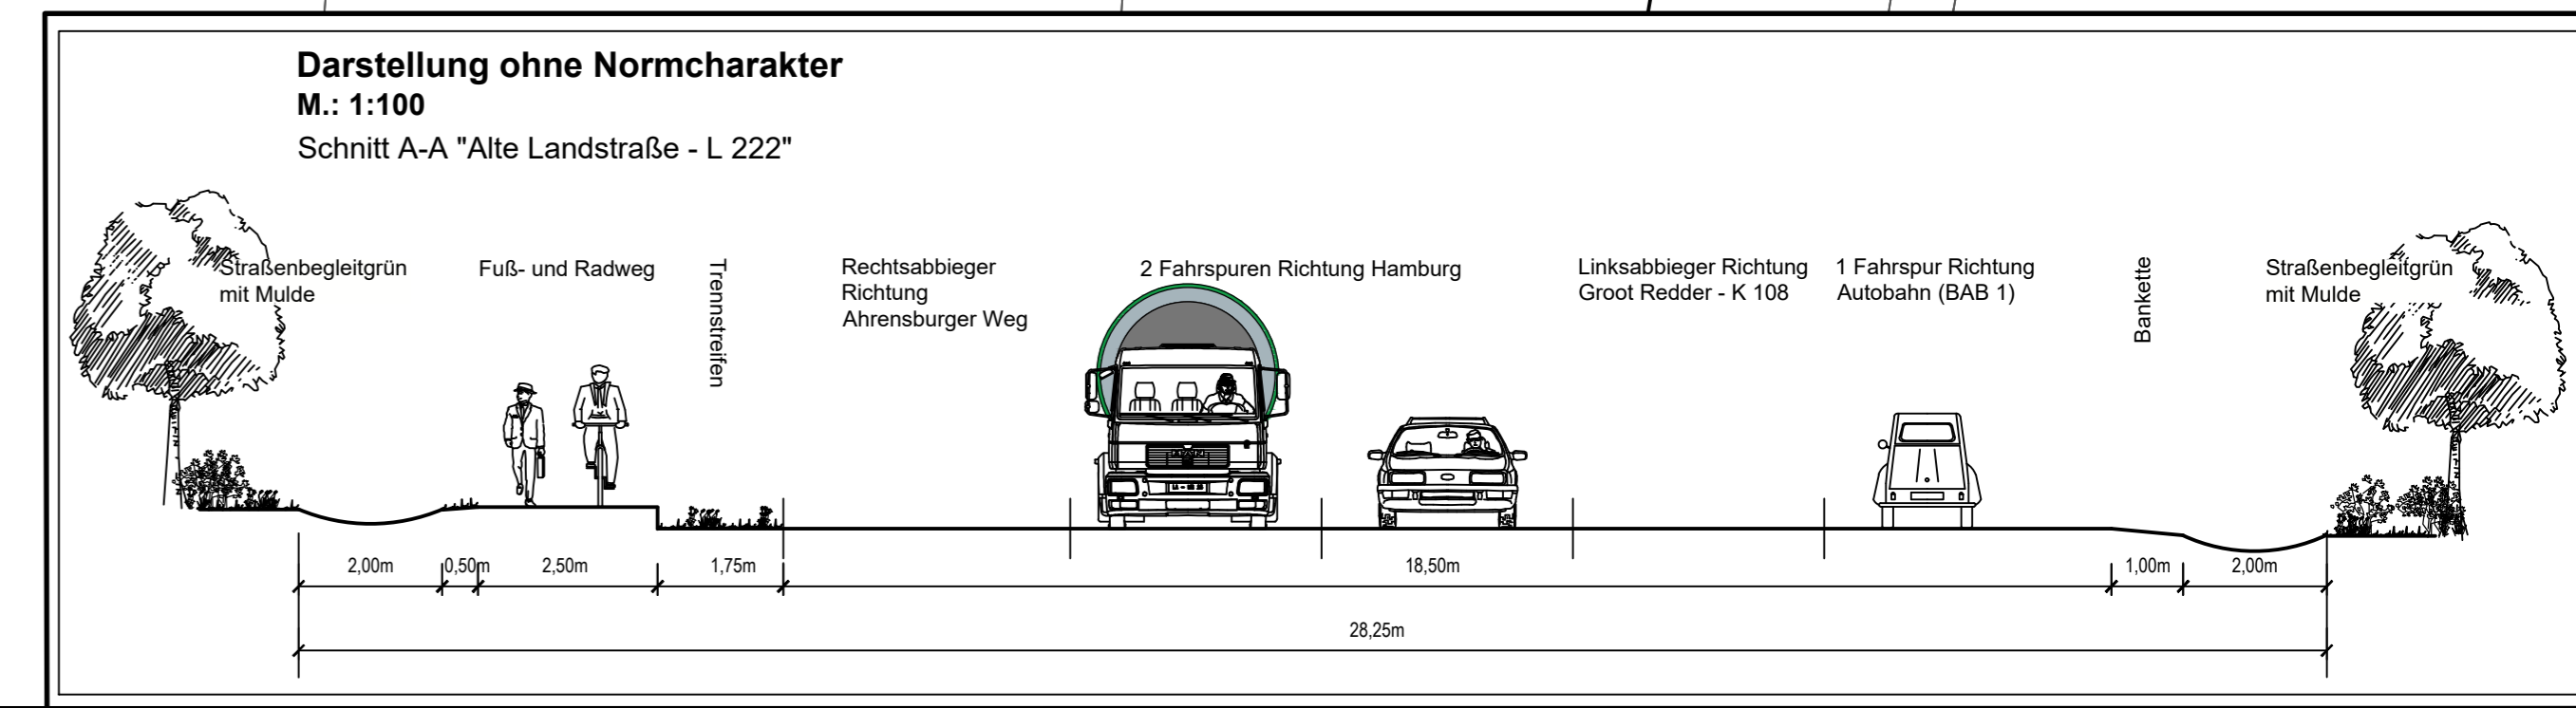 Darstellung ohne Normcharakter
M.: 1:100
Schnitt A-A "Alte Landstraße - L 222"
Straßenbegleitgrün
mit Mulde
Fuß- und Radweg
Trennstreifen
Rechtsabbieger
Richtung
Ahrensburger Weg
2 Fahrspuren Richtung Hamburg
Linksabbieger Richtung
Groot Redder - K 108
1 Fahrspur Richtung
Autobahn (BAB 1)
Bankette
Straßenbegleitgrün
mit Mulde
2,00m
0,50m
2,50m
1,75m
18,50m
1,00m
2,00m
28,25m